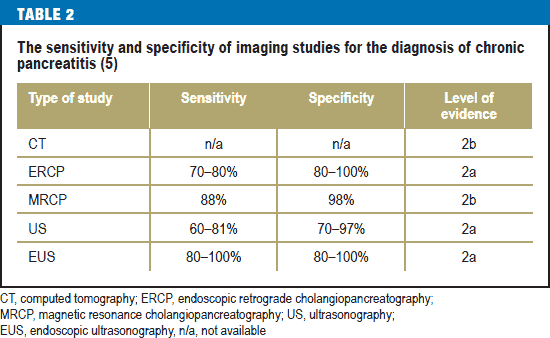 TABLE 2
The sensitivity and specificity of imaging studies for the diagnosis of chronic
pancreatitis (5)
Type of study Sensitivity Specificity Level of
evidence
CT n/a n/a 2b
ERCP 70–80% 80–100% 2a
MRCP 88% 98% 2b
US 60–81% 70–97% 2a
EUS 80–100% 80–100% 2a
CT, computed tomography; ERCP, endoscopic retrograde cholangiopancreatography;
MRCP, magnetic resonance cholangiopancreatography; US, ultrasonography;
EUS, endoscopic ultrasonography, n/a, not available